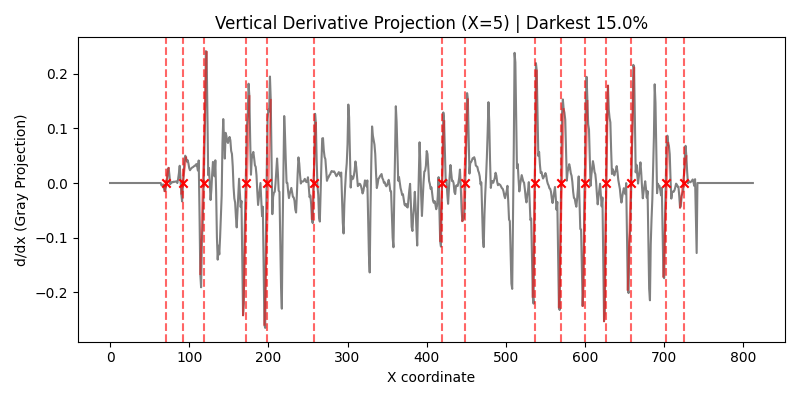 Vertical Derivative Projection (X=5) | Darkest 15.0%
d/dx (Gray Projection)
0.2
0.1
0.0
−0.1
−0.2
0 100 200 300 400 500 600 700 800
X coordinate